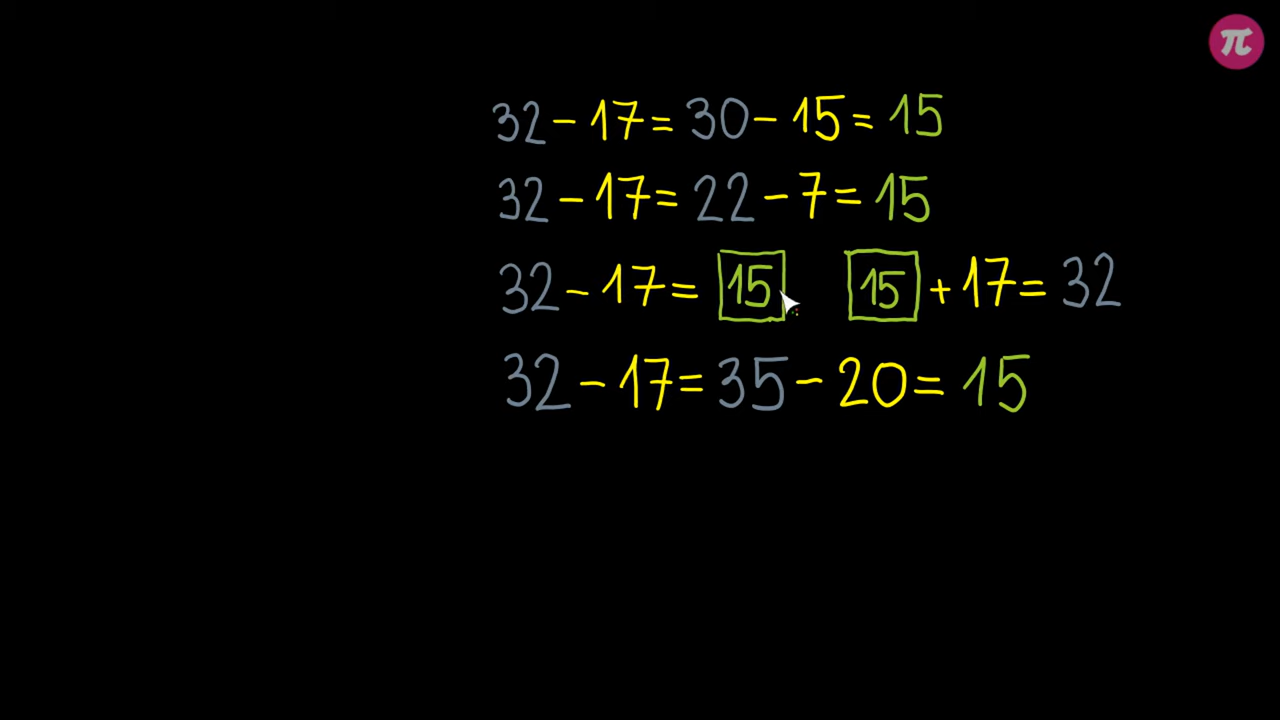 π
32 - 17 = 30 - 15 = 15
32 - 17 = 22 - 7 = 15
32 - 17 = 15 15 + 17 = 32
32 - 17 = 35 - 20 = 15